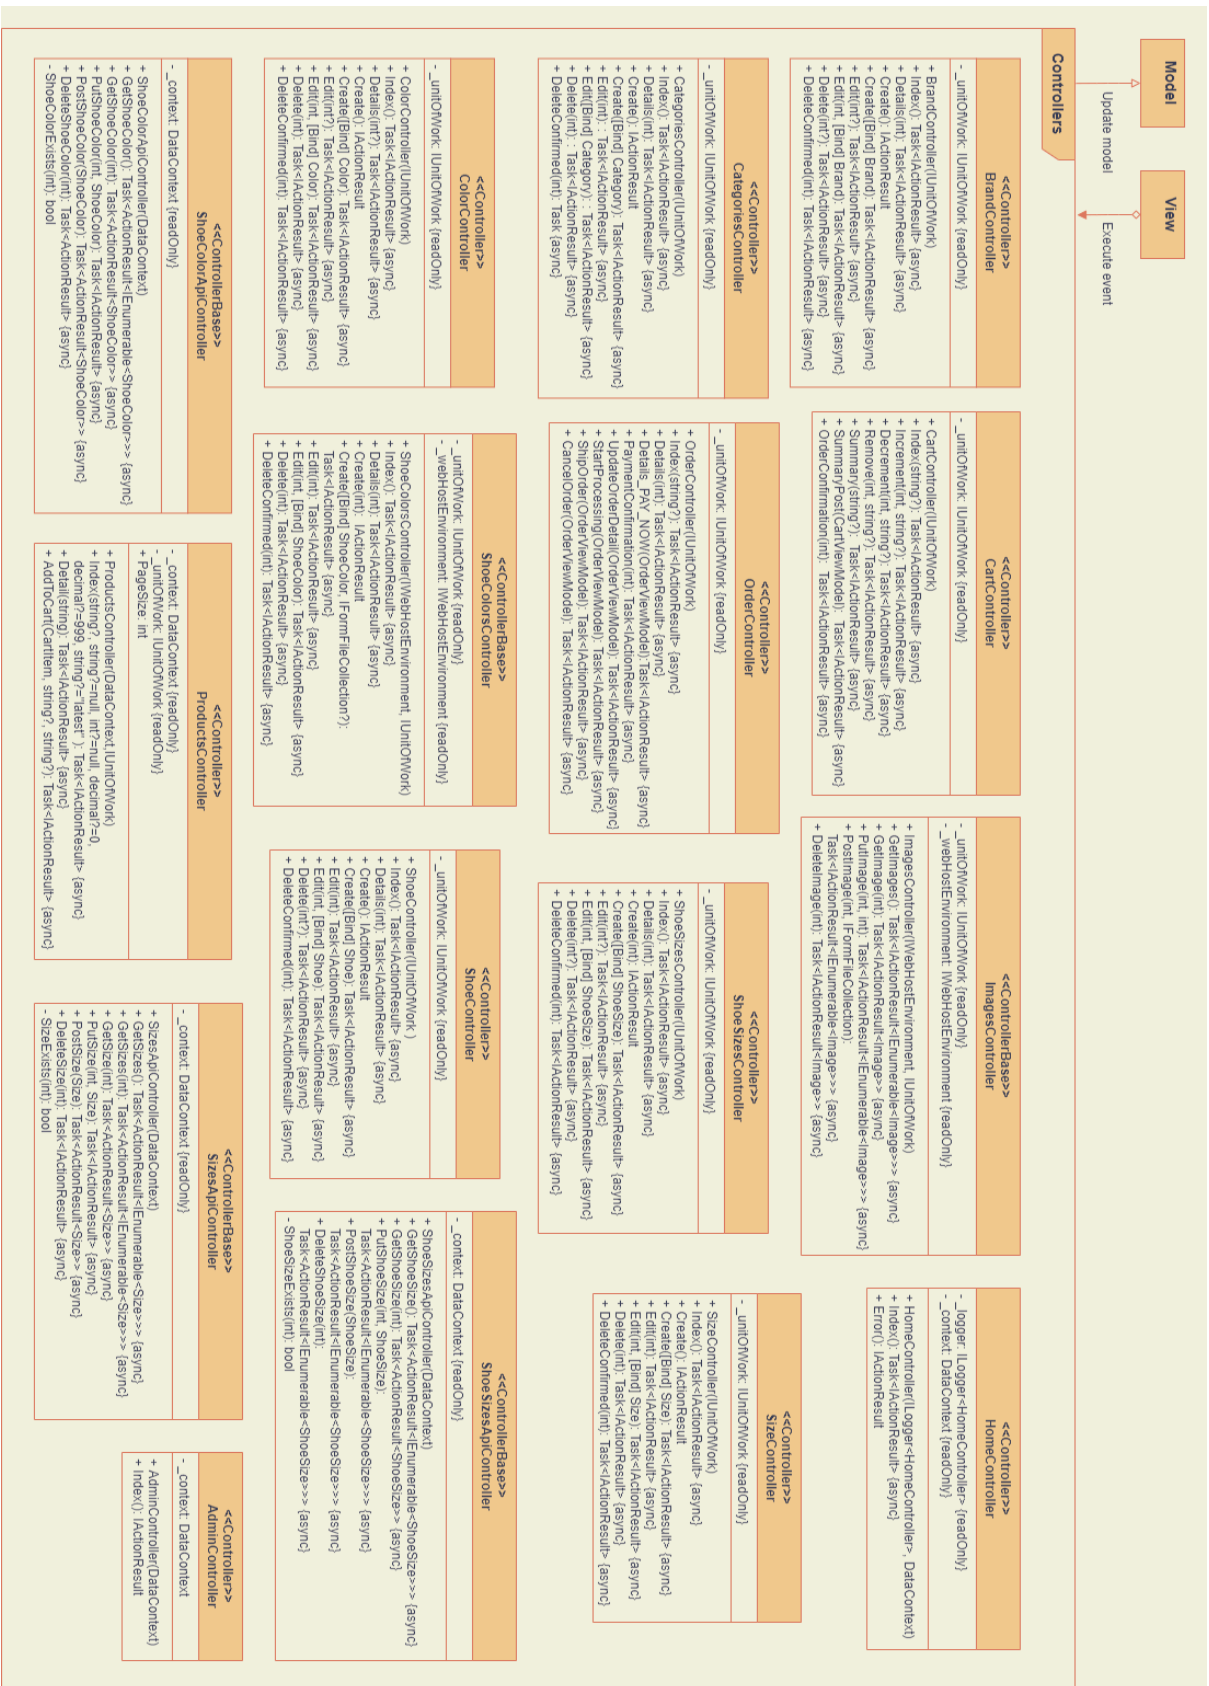 Model
View
Update model
Execute event
Controllers
<<Controller>>
BrandController
- _unitOfWork: IUnitOfWork {readOnly}
+ BrandController(IUnitOfWork)
+ Index(): Task<IActionResult> {async}
+ Details(int): Task<IActionResult> {async}
+ Create(): IActionResult
+ Create([Bind] Brand): Task<IActionResult> {async}
+ Edit(int?): Task<IActionResult> {async}
+ Edit(int, [Bind] Brand): Task<IActionResult> {async}
+ Delete(int?): Task<IActionResult> {async}
+ DeleteConfirmed(int): Task<IActionResult> {async}
<<Controller>>
CartController
- _unitOfWork: IUnitOfWork {readOnly}
+ CartController(IUnitOfWork)
+ Index(string?): Task<IActionResult> {async}
+ Increment(int, string?): Task<IActionResult> {async}
+ Decrement(int, string?): Task<IActionResult> {async}
+ Remove(int, string?): Task<IActionResult> {async}
+ Summary(string?): Task<IActionResult> {async}
+ SummaryPost(CartViewModel): Task<IActionResult> {async}
+ OrderConfirmation(int): Task<IActionResult> {async}
<<ControllerBase>>
ImagesController
- _unitOfWork: IUnitOfWork {readOnly}
- _webHostEnvironment: IWebHostEnvironment {readOnly}
+ ImagesController(IWebHostEnvironment, IUnitOfWork)
+ GetImages(): Task<IActionResult<IEnumerable<Image>>> {async}
+ GetImage(int): Task<IActionResult<Image>> {async}
+ PutImage(int, int): Task<IActionResult<IEnumerable<Image>>> {async}
+ PostImage(int, IFormFileCollection):
Task<IActionResult<IEnumerable<Image>>> {async}
+ DeleteImage(int): Task<IActionResult<Image>> {async}
<<Controller>>
HomeController
- _logger: ILogger<HomeController> {readOnly}
- _context: DataContext {readOnly}
+ HomeController(ILogger<HomeController>, DataContext)
+ Index(): Task<IActionResult> {async}
+ Error(): IActionResult
<<Controller>>
CategoriesController
- _unitOfWork: IUnitOfWork {readOnly}
+ CategoriesController(IUnitOfWork)
+ Index(): Task<IActionResult> {async}
+ Details(int): Task<IActionResult> {async}
+ Create(): IActionResult
+ Create([Bind] Category): Task<IActionResult> {async}
+ Edit(int): : Task<IActionResult> {async}
+ Edit([Bind] Category): : Task<IActionResult> {async}
+ Delete(int): : Task<IActionResult> {async}
+ DeleteConfirmed(int): Task {async}
<<Controller>>
OrderController
- _unitOfWork: IUnitOfWork {readOnly}
+ OrderController(IUnitOfWork)
+ Index(string?): Task<IActionResult> {async}
+ Details(int): Task<IActionResult> {async}
+ Details_PAY_NOW(OrderViewModel):Task<IActionResult> {async}
+ PaymentConfirmation(int): Task<IActionResult> {async}
+ UpdateOrderDetail(OrderViewModel): Task<IActionResult> {async}
+ StartProcessing(OrderViewModel): Task<IActionResult> {async}
+ ShipOrder(OrderViewModel): Task<IActionResult> {async}
+ CancelOrder(OrderViewModel): Task<IActionResult> {async}
<<Controller>>
ShoeSizesController
- _unitOfWork: IUnitOfWork {readOnly}
+ ShoeSizesController(IUnitOfWork)
+ Index(): Task<IActionResult> {async}
+ Details(int): Task<IActionResult> {async}
+ Create(int): IActionResult
+ Create([Bind] ShoeSize): Task<IActionResult> {async}
+ Edit(int?): Task<IActionResult> {async}
+ Edit(int, [Bind] ShoeSize): Task<IActionResult> {async}
+ Delete(int?): Task<IActionResult> {async}
+ DeleteConfirmed(int): Task<IActionResult> {async}
<<Controller>>
SizeController
- _unitOfWork: IUnitOfWork {readOnly}
+ SizeController(IUnitOfWork)
+ Index(): Task<IActionResult> {async}
+ Create(): IActionResult
+ Create([Bind] Size): Task<IActionResult> {async}
+ Edit(int): Task<IActionResult> {async}
+ Edit(int, [Bind] Size): Task<IActionResult> {async}
+ Delete(int): Task<IActionResult> {async}
+ DeleteConfirmed(int): Task<IActionResult> {async}
<<Controller>>
ColorController
- _unitOfWork: IUnitOfWork {readOnly}
+ ColorController(IUnitOfWork)
+ Index(): Task<IActionResult> {async}
+ Details(int?): Task<IActionResult> {async}
+ Create(): IActionResult
+ Create([Bind] Color): Task<IActionResult> {async}
+ Edit(int?): Task<IActionResult> {async}
+ Edit(int, [Bind] Color): Task<IActionResult> {async}
+ Delete(int): Task<IActionResult> {async}
+ DeleteConfirmed(int): Task<IActionResult> {async}
<<ControllerBase>>
ShoeColorsController
- _unitOfWork: IUnitOfWork {readOnly}
- _webHostEnvironment: IWebHostEnvironment {readOnly}
+ ShoeColorsController(IWebHostEnvironment, IUnitOfWork)
+ Index(): Task<IActionResult> {async}
+ Details(int): Task<IActionResult> {async}
+ Create(int): IActionResult
+ Create([Bind] ShoeColor, IFormFileCollection?):
Task<IActionResult> {async}
+ Edit(int): Task<IActionResult> {async}
+ Edit(int, [Bind] ShoeColor): Task<IActionResult> {async}
+ Delete(int): Task<IActionResult> {async}
+ DeleteConfirmed(int): Task<IActionResult> {async}
<<Controller>>
ShoeController
- _unitOfWork: IUnitOfWork {readOnly}
+ ShoeController(IUnitOfWork )
+ Index(): Task<IActionResult> {async}
+ Details(int): Task<IActionResult> {async}
+ Create(): IActionResult
+ Create([Bind] Shoe): Task<IActionResult> {async}
+ Edit(int): Task<IActionResult> {async}
+ Edit(int, [Bind] Shoe): Task<IActionResult> {async}
+ Delete(int?): Task<IActionResult> {async}
+ DeleteConfirmed(int): Task<IActionResult> {async}
<<ControllerBase>>
ShoeSizesApiController
- _context: DataContext {readOnly}
+ ShoeSizesApiController(DataContext)
+ GetShoeSize(): Task<ActionResult<IEnumerable<ShoeSize>>> {async}
+ GetShoeSize(int): Task<ActionResult<ShoeSize>> {async}
+ PutShoeSize(int, ShoeSize):
Task<ActionResult<IEnumerable<ShoeSize>>> {async}
+ PostShoeSize(ShoeSize):
Task<ActionResult<IEnumerable<ShoeSize>>> {async}
+ DeleteShoeSize(int):
Task<ActionResult<IEnumerable<ShoeSize>>> {async}
- ShoeSizeExists(int): bool
<<ControllerBase>>
ShoeColorApiController
- _context: DataContext {readOnly}
+ ShoeColorApiController(DataContext)
+ GetShoeColor(): Task<ActionResult<IEnumerable<ShoeColor>>> {async}
+ GetShoeColor(int): Task<ActionResult<ShoeColor>> {async}
+ PutShoeColor(int, ShoeColor): Task<IActionResult> {async}
+ PostShoeColor(ShoeColor): Task<ActionResult<ShoeColor>> {async}
+ DeleteShoeColor(int): Task<ActionResult> {async}
- ShoeColorExists(int): bool
<<Controller>>
ProductsController
- _context: DataContext {readOnly}
- _unitOfWork: IUnitOfWork {readOnly}
+ PageSize: int
+ ProductsController(DataContext,IUnitOfWork)
+ Index(string?, string?=null, int?=null, decimal?=0,
decimal?=999, string?="latest" ): Task<IActionResult> {async}
+ Detail(string): Task<IActionResult> {async}
+ AddToCart(CartItem, string?, string?): Task<IActionResult> {async}
<<ControllerBase>>
SizesApiController
- _context: DataContext {readOnly}
+ SizesApiController(DataContext)
+ GetSizes(): Task<ActionResult<IEnumerable<Size>>> {async}
+ GetSizes(int): Task<ActionResult<IEnumerable<Size>>> {async}
+ GetSize(int): Task<ActionResult<Size>> {async}
+ PutSize(int, Size): Task<IActionResult> {async}
+ PostSize(Size): Task<ActionResult<Size>> {async}
+ DeleteSize(int): Task<IActionResult> {async}
- SizeExists(int): bool
<<Controller>>
AdminController
- _context: DataContext
+ AdminController(DataContext)
+ Index(): IActionResult